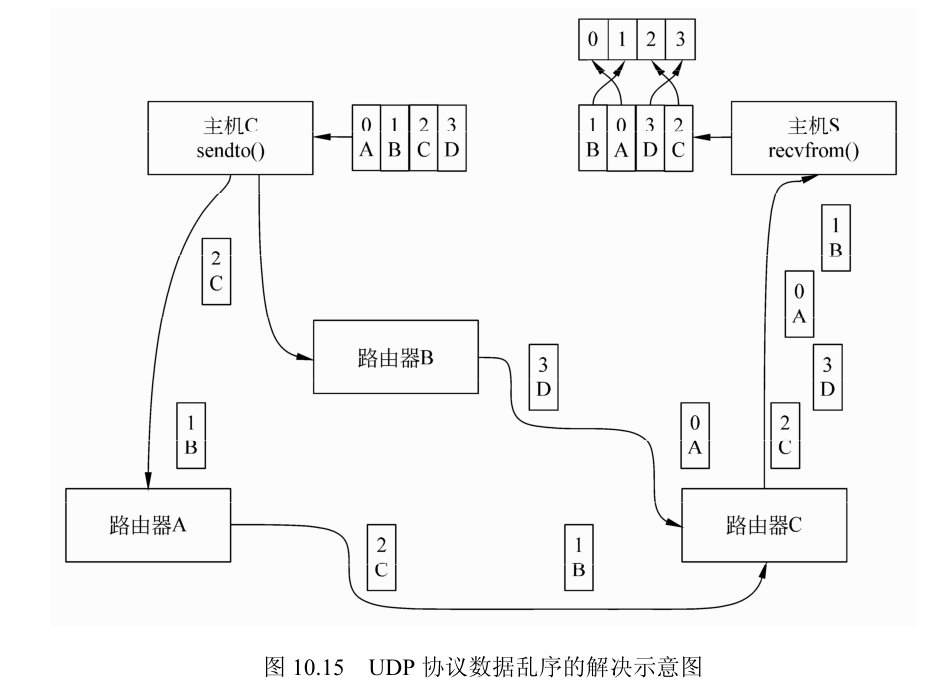 0 1 2 3
主机C
sendto()
0 1 2 3
A B C D
1 0 3 2
B A D C
主机S
recvfrom()
2
C
1
B
0
A
路由器B
3
D
3
D
1
B
0
A
2
C
路由器A
路由器C
2
C
1
B
图 10.15 UDP 协议数据乱序的解决示意图